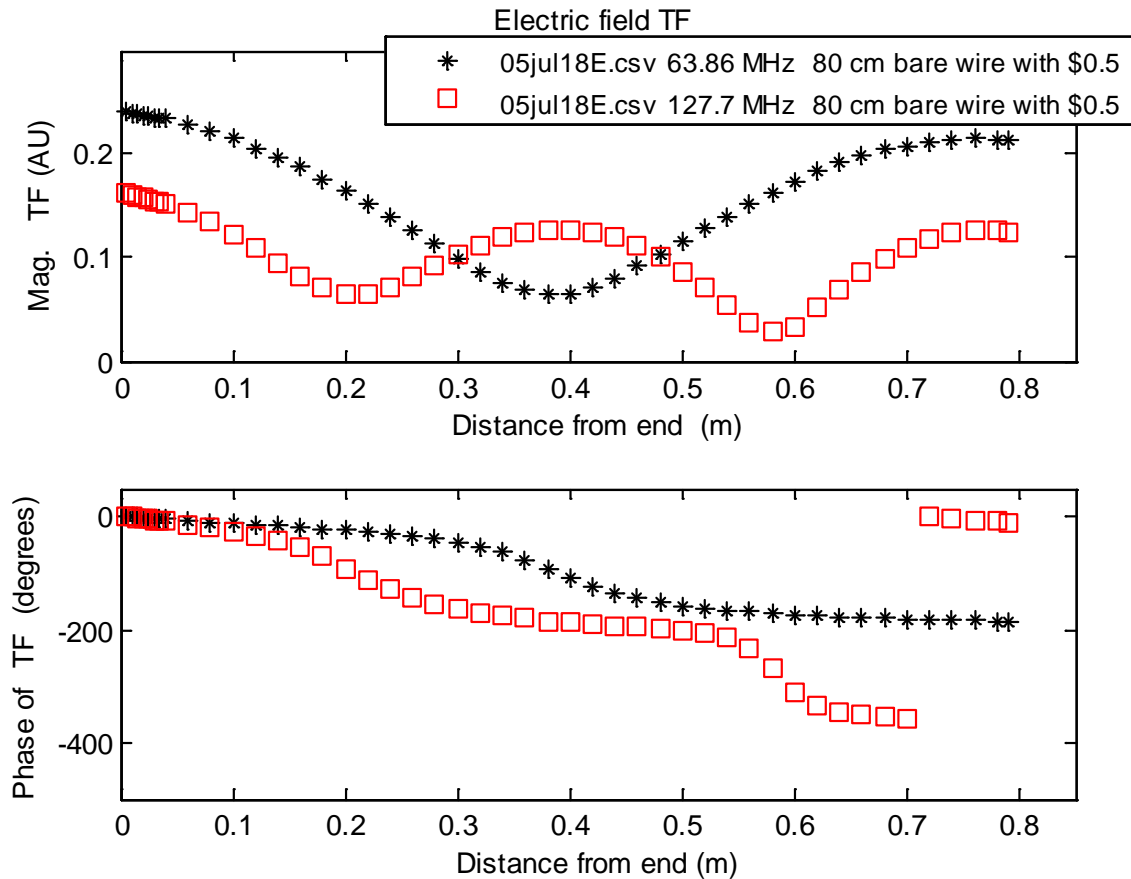 Electric field TF
05jul18E.csv 63.86 MHz  80 cm bare wire with $0.5
05jul18E.csv 127.7 MHz  80 cm bare wire with $0.5
Mag.  TF (AU)
0.2
0.1
0
0 0.1 0.2 0.3 0.4 0.5 0.6 0.7 0.8
Distance from end  (m)
Phase of  TF (degrees)
0
-200
-400
0 0.1 0.2 0.3 0.4 0.5 0.6 0.7 0.8
Distance from end (m)